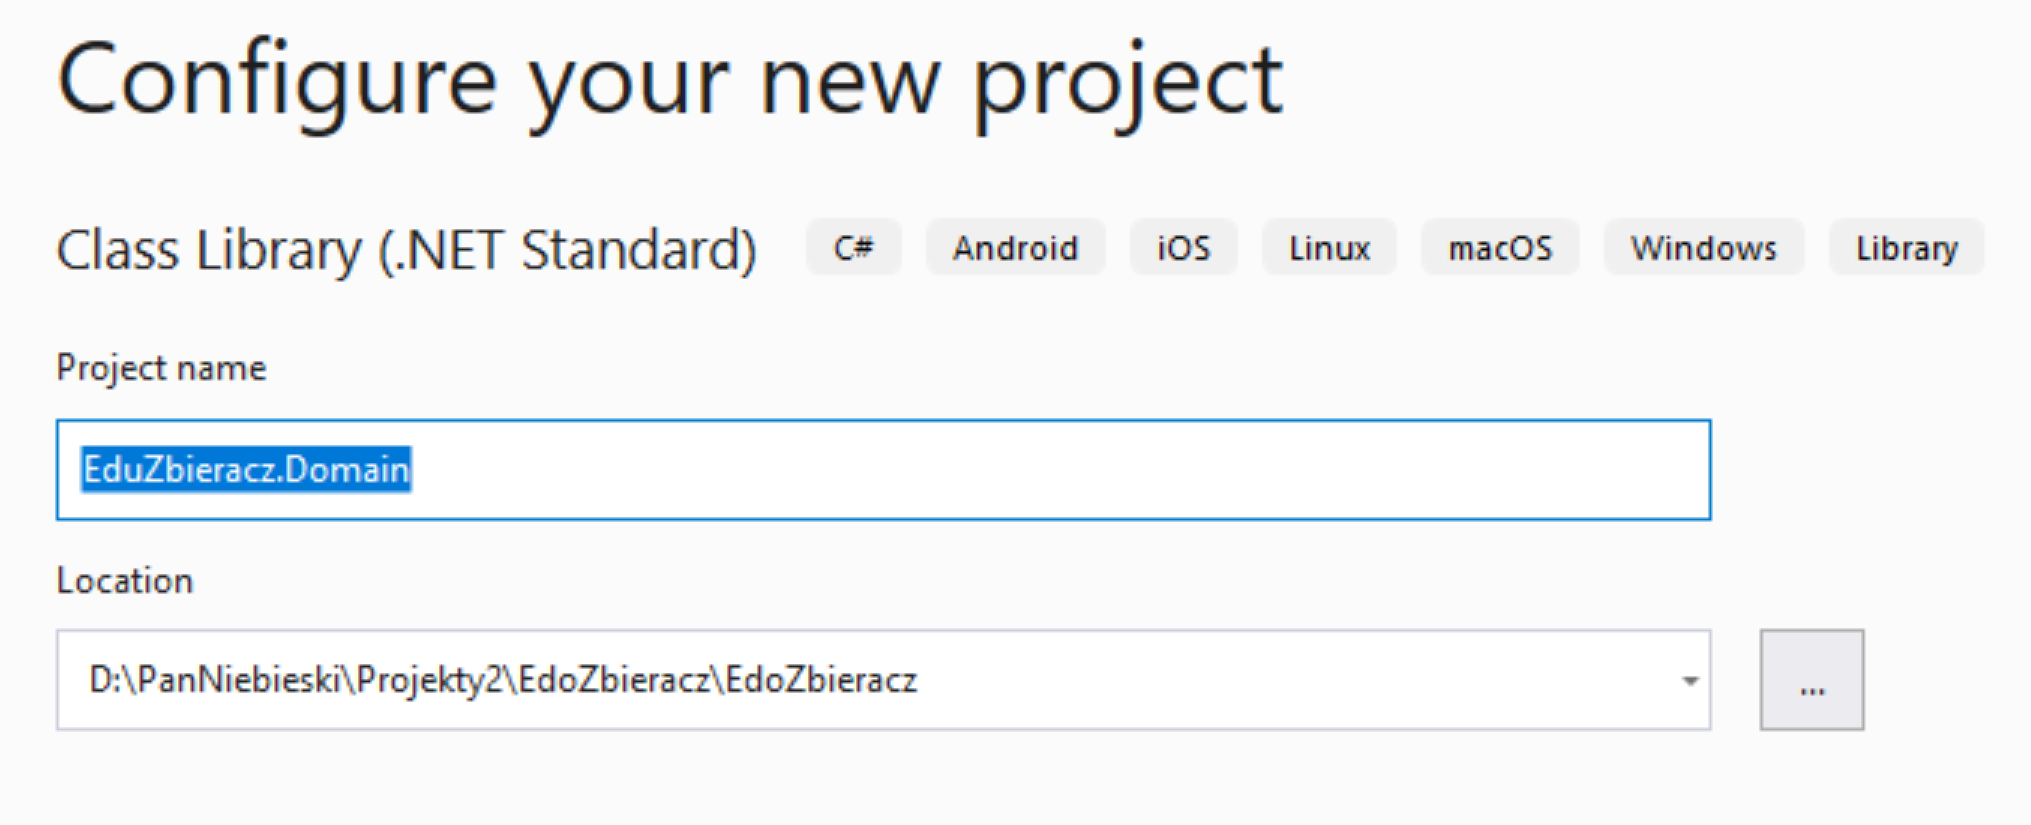 Configure your new project
Class Library (.NET Standard) C# Android iOS Linux macOS Windows Library
Project name
EduZbieracz.Domain
Location
D:\PanNiebieski\Projekty2\EdoZbieracz\EdoZbieracz
...